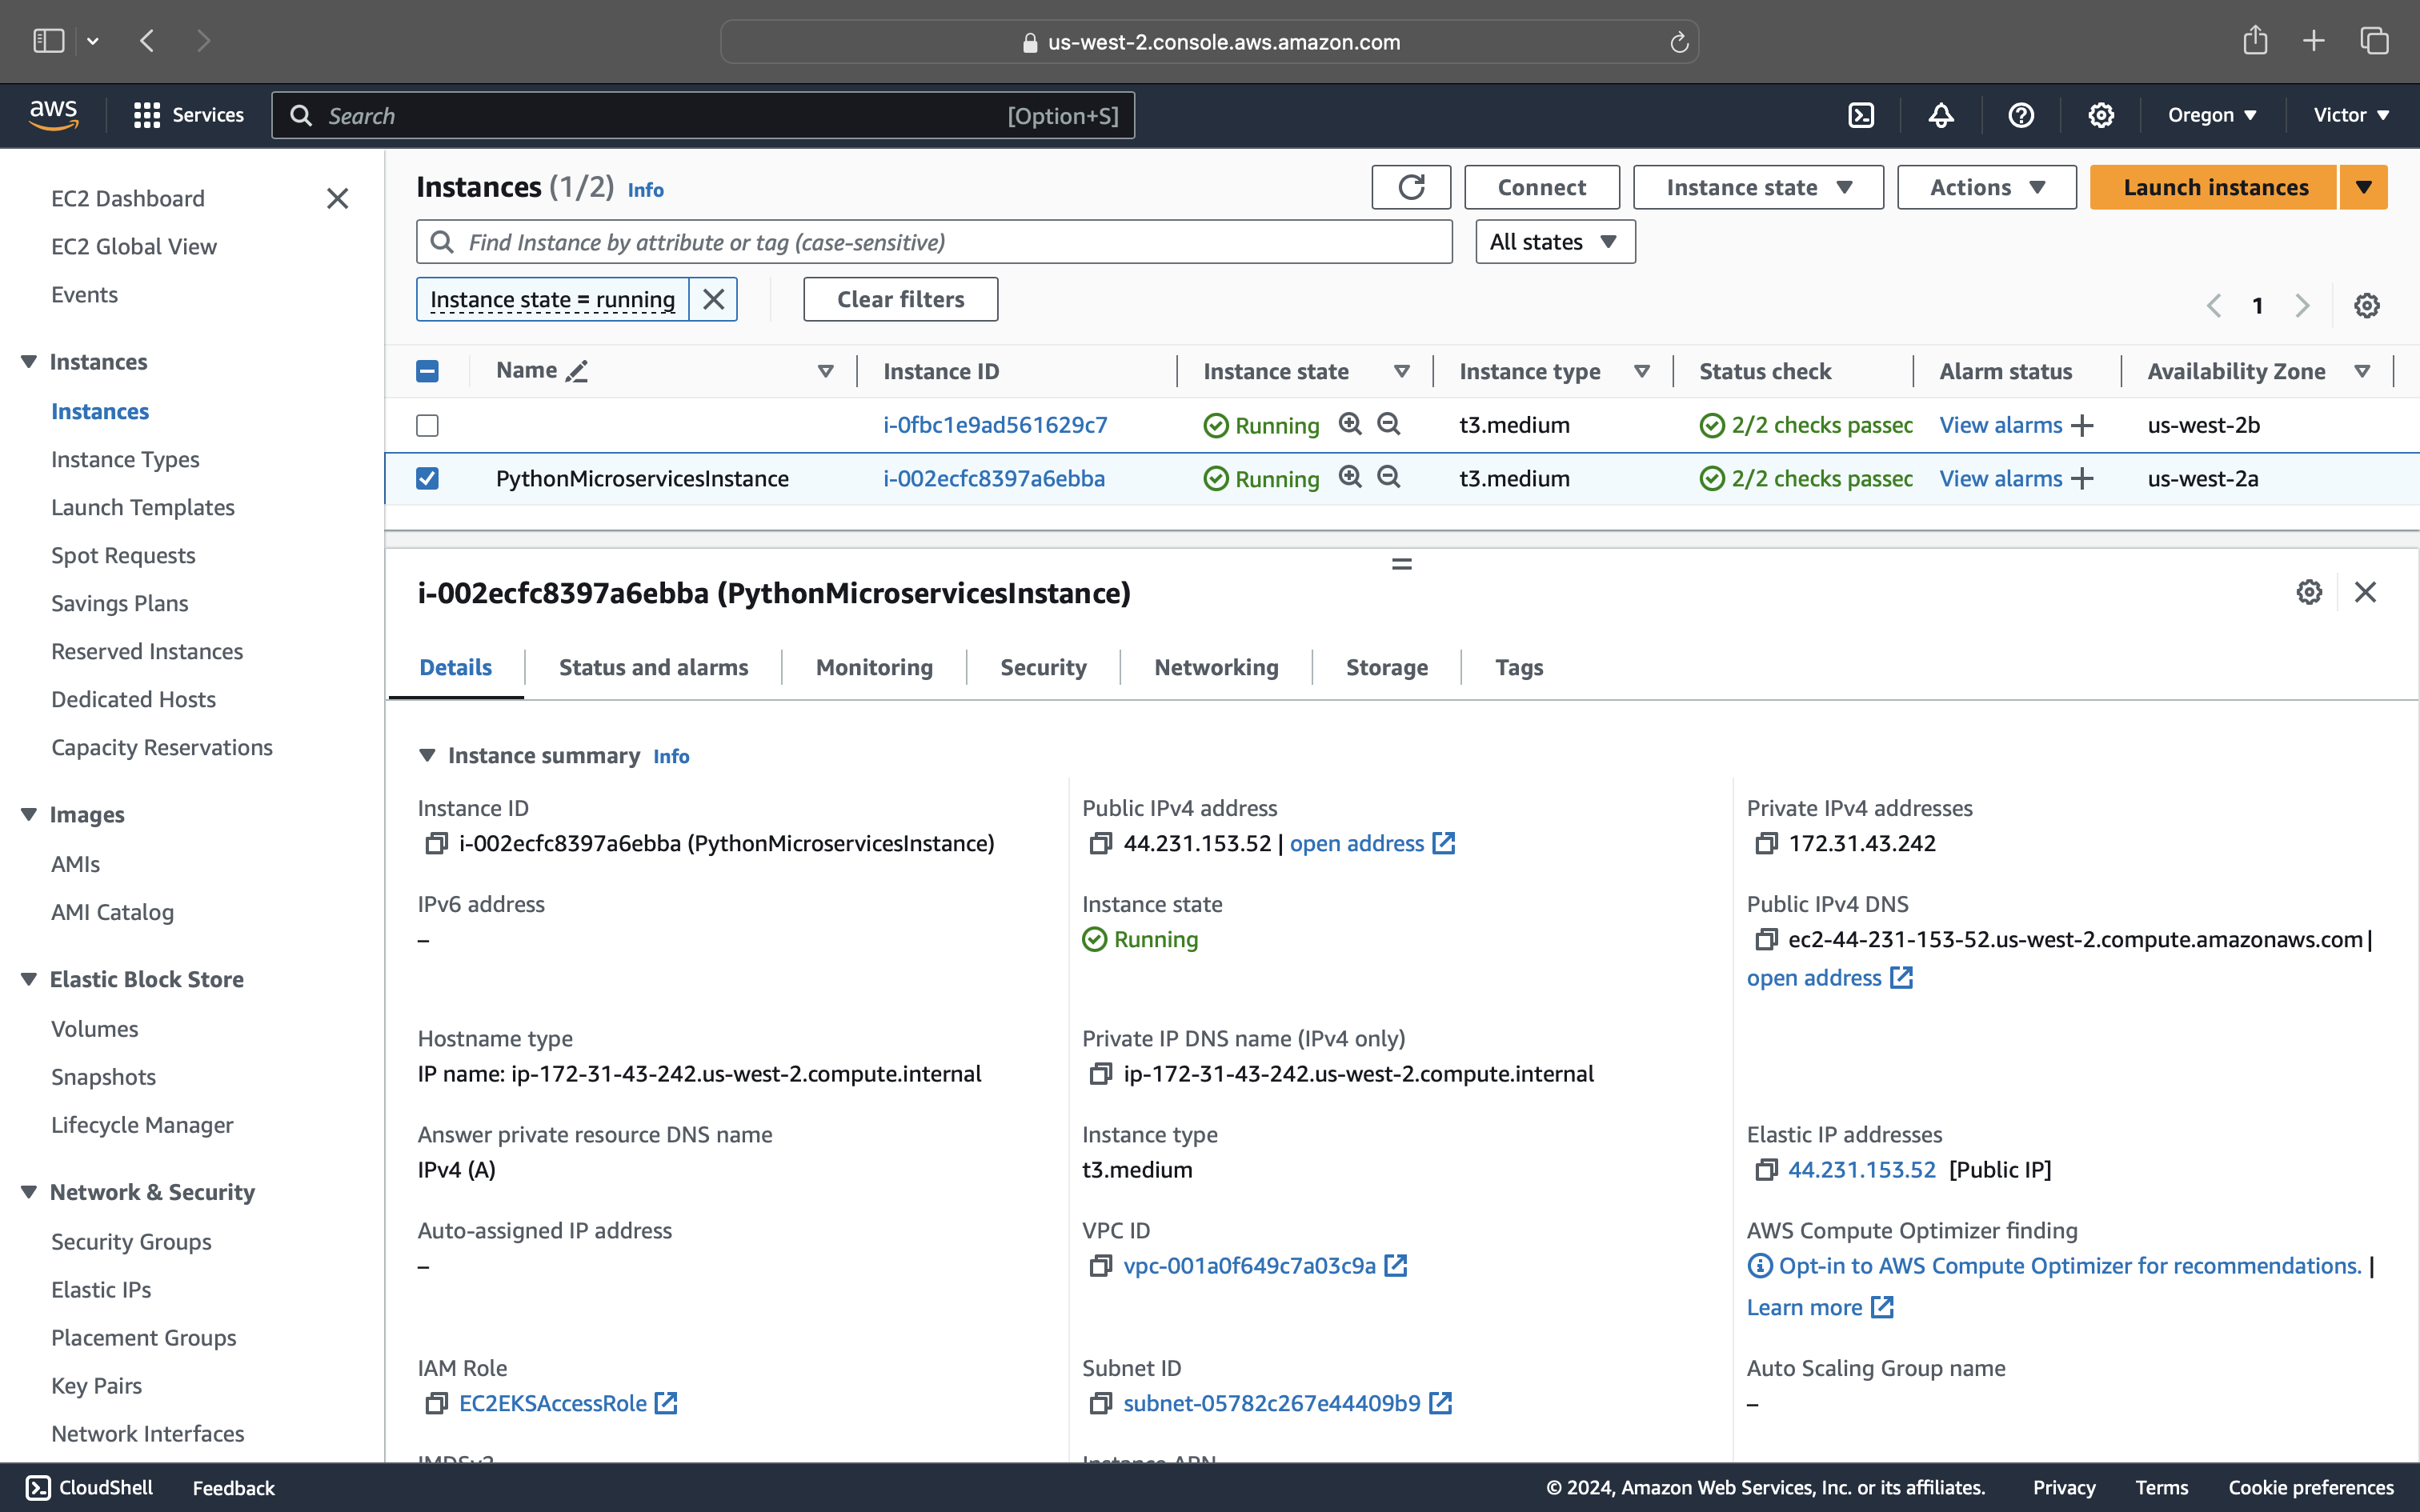 us-west-2.console.aws.amazon.com
aws
Services
Search
[Option+S]
Oregon
Victor
EC2 Dashboard
EC2 Global View
Events
Instances
Instances
Instance Types
Launch Templates
Spot Requests
Savings Plans
Reserved Instances
Dedicated Hosts
Capacity Reservations
Images
AMIs
AMI Catalog
Elastic Block Store
Volumes
Snapshots
Lifecycle Manager
Network & Security
Security Groups
Elastic IPs
Placement Groups
Key Pairs
Network Interfaces
Instances (1/2) Info
Connect
Instance state
Actions
Launch instances
Find Instance by attribute or tag (case-sensitive)
All states
Instance state = running
Clear filters
1
Name Instance ID Instance state Instance type Status check Alarm status Availability Zone
i-0fbc1e9ad561629c7 Running t3.medium 2/2 checks passec View alarms us-west-2b
PythonMicroservicesInstance i-002ecfc8397a6ebba Running t3.medium 2/2 checks passec View alarms us-west-2a
i-002ecfc8397a6ebba (PythonMicroservicesInstance)
Details Status and alarms Monitoring Security Networking Storage Tags
Instance summary Info
Instance ID
i-002ecfc8397a6ebba (PythonMicroservicesInstance)
Public IPv4 address
44.231.153.52 | open address
Private IPv4 addresses
172.31.43.242
IPv6 address
–
Instance state
Running
Public IPv4 DNS
ec2-44-231-153-52.us-west-2.compute.amazonaws.com |
open address
Hostname type
IP name: ip-172-31-43-242.us-west-2.compute.internal
Private IP DNS name (IPv4 only)
ip-172-31-43-242.us-west-2.compute.internal
Answer private resource DNS name
IPv4 (A)
Instance type
t3.medium
Elastic IP addresses
44.231.153.52 [Public IP]
Auto-assigned IP address
–
VPC ID
vpc-001a0f649c7a03c9a
AWS Compute Optimizer finding
Opt-in to AWS Compute Optimizer for recommendations. |
Learn more
IAM Role
EC2EKSAccessRole
Subnet ID
subnet-05782c267e44409b9
Auto Scaling Group name
–
IMDSv2
Instance ARN
CloudShell
Feedback
© 2024, Amazon Web Services, Inc. or its affiliates.
Privacy
Terms
Cookie preferences